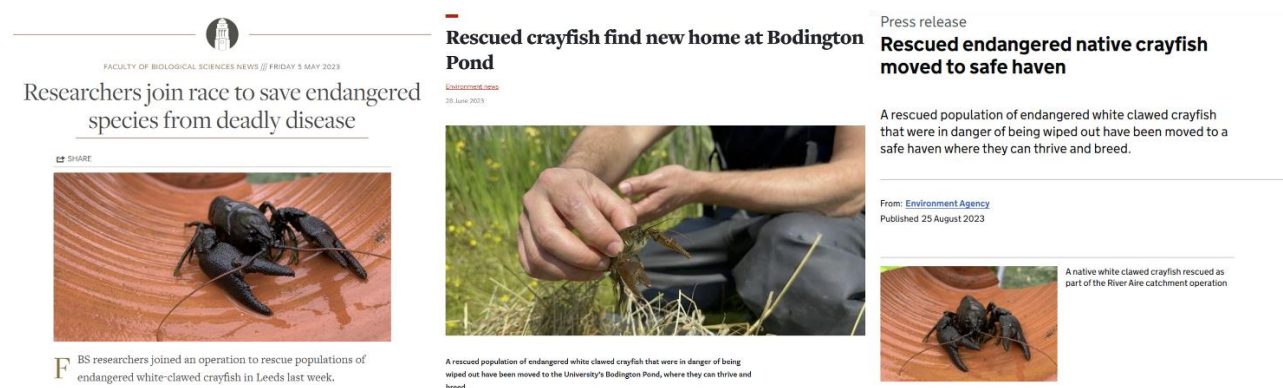 FACULTY OF BIOLOGICAL SCIENCES NEWS /// FRIDAY 5 MAY 2023
Researchers join race to save endangered
species from deadly disease
SHARE
FBS researchers joined an operation to rescue populations of
endangered white-clawed crayfish in Leeds last week.
Rescued crayfish find new home at Bodington
Pond
Environment news
28 June 2023
A rescued population of endangered white clawed crayfish that were in danger of being
wiped out have been moved to the University's Bodington Pond, where they can thrive and
breed
Press release
Rescued endangered native crayfish
moved to safe haven
A rescued population of endangered white clawed crayfish
that were in danger of being wiped out have been moved to a
safe haven where they can thrive and breed.
From: Environment Agency
Published 25 August 2023
A native white clawed crayfish rescued as
part of the River Aire catchment operation